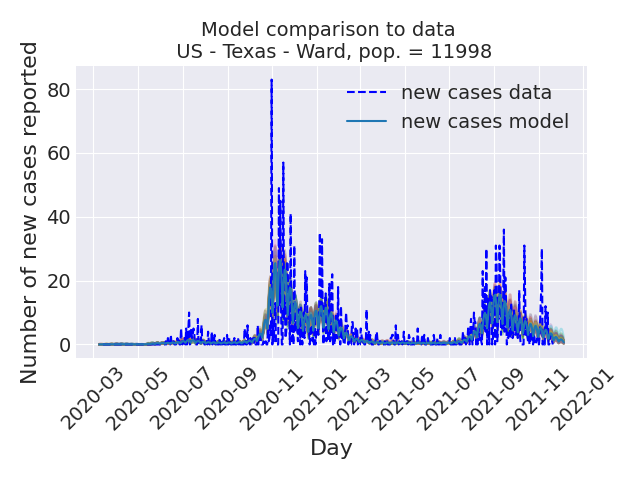 Model comparison to data
US - Texas - Ward, pop. = 11998
Number of new cases reported
80
60
40
20
0
new cases data
new cases model
2020-03
2020-05
2020-07
2020-09
2020-11
2021-01
2021-03
2021-05
2021-07
2021-09
2021-11
2022-01
Day